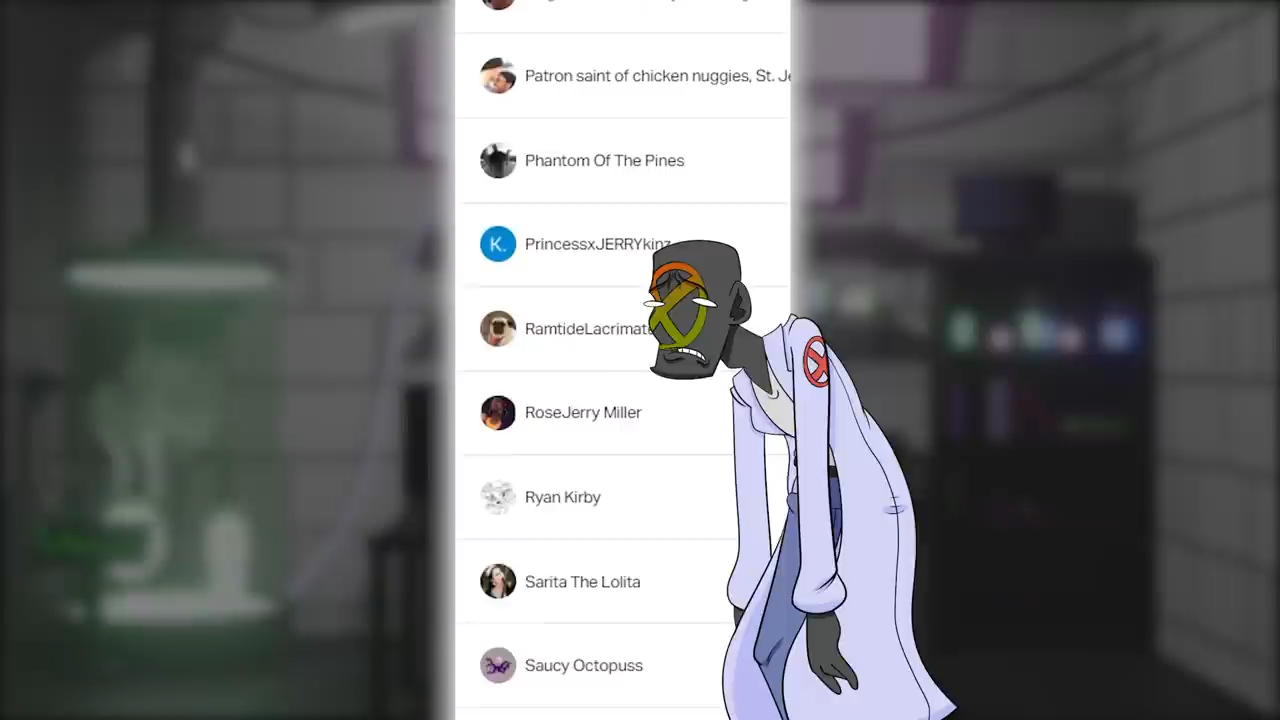 Patron saint of chicken nuggies, St. Je
Phantom Of The Pines
K.
PrincessxJERRYkinz
RamtideLacrimat
RoseJerry Miller
Ryan Kirby
Sarita The Lolita
Saucy Octopuss